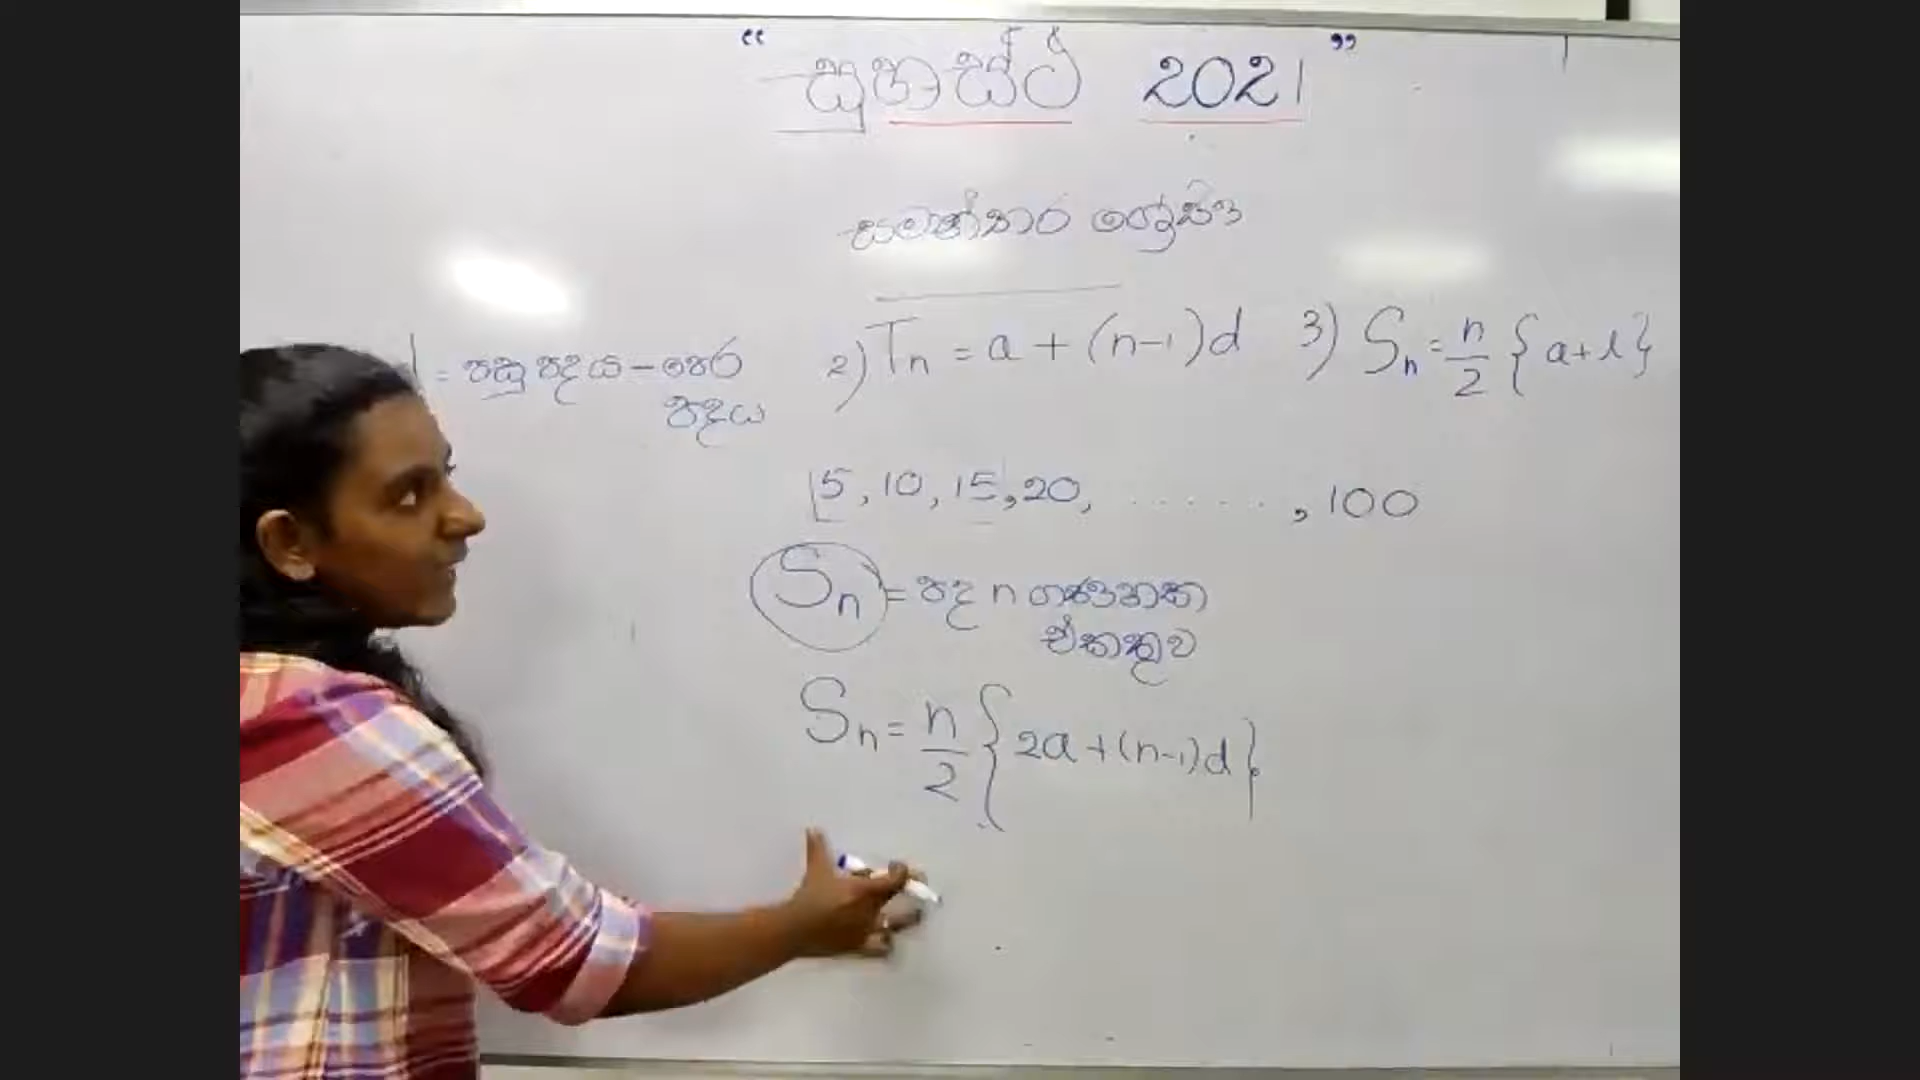 “ සුහස්ථ 2021 ”
සමාන්තර ශ්‍රේඪි
d = පසු පදය - පෙර පදය
2) Tn = a + (n-1)d
3) Sn = n/2 {a+l}
5, 10, 15, 20, ........, 100
Sn = පද n ගණනක
එකතුව
Sn = n/2 {2a+(n-1)d}